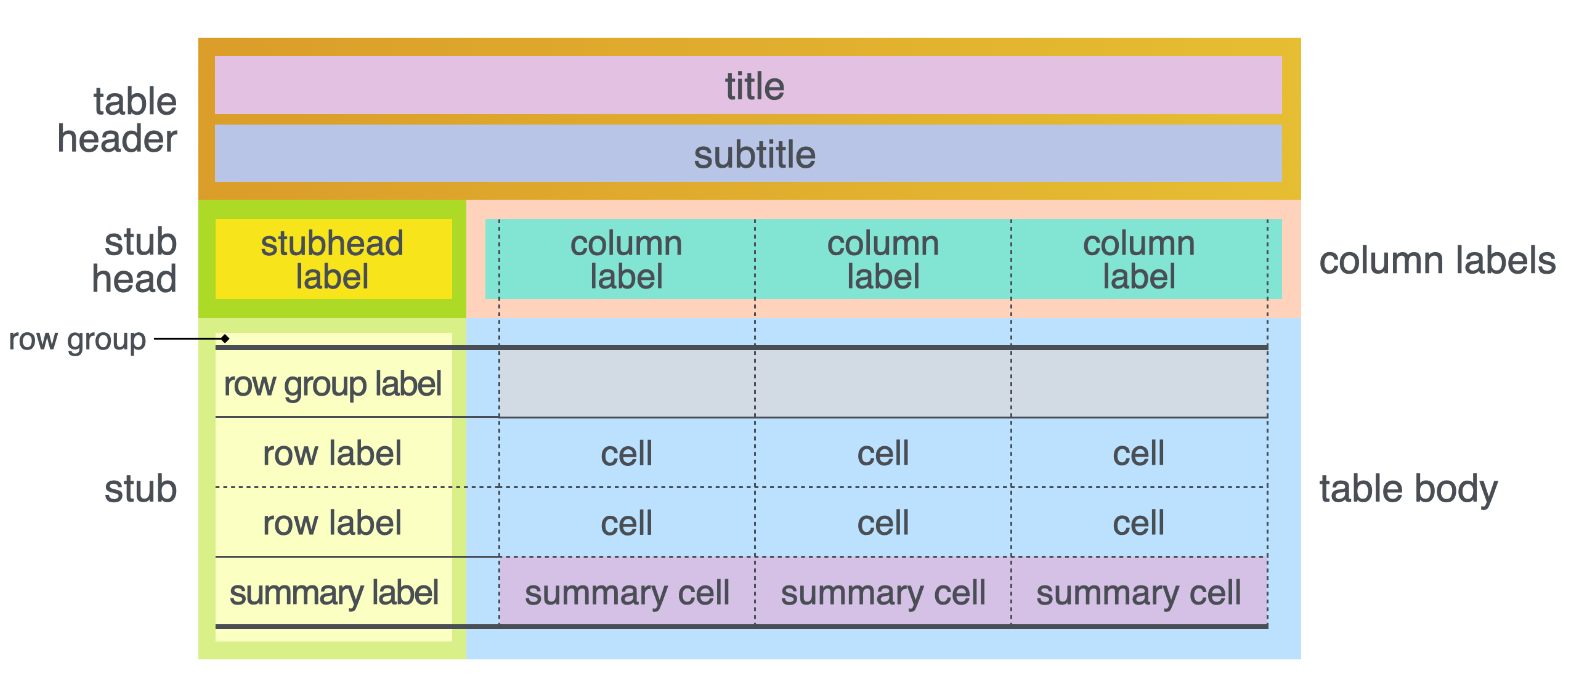 title
table
header
subtitle
stub
head
stubhead
label
column
label
column
label
column
label
column labels
row group
row group label
row label
cell
cell
cell
stub
table body
row label
cell
cell
cell
summary label
summary cell
summary cell
summary cell